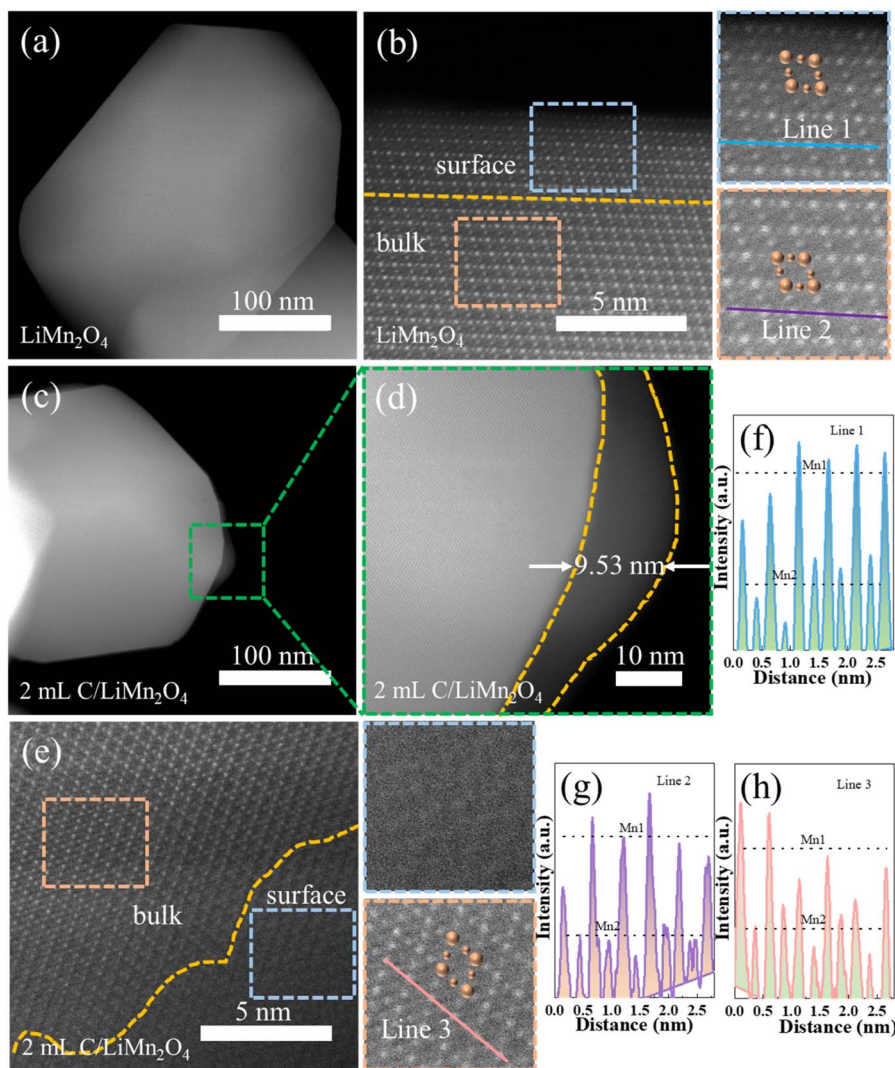 (a)
100 nm
LiMn₂O₄
(b)
surface
bulk
5 nm
LiMn₂O₄
Line 1
Line 2
(c)
100 nm
2 mL C/LiMn₂O₄
(d)
9.53 nm
10 nm
2 mL C/LiMn₂O₄
(f)
Line 1
Mn1
Mn2
Intensity (a.u.)
0.0 0.5 1.0 1.5 2.0 2.5
Distance (nm)
(e)
bulk
surface
5 nm
2 mL C/LiMn₂O₄
Line 3
(g)
Line 2
Mn1
Mn2
Intensity (a.u.)
0.0 0.5 1.0 1.5 2.0 2.5
Distance (nm)
(h)
Line 3
Mn1
Mn2
Intensity (a.u.)
0.0 0.5 1.0 1.5 2.0 2.5
Distance (nm)